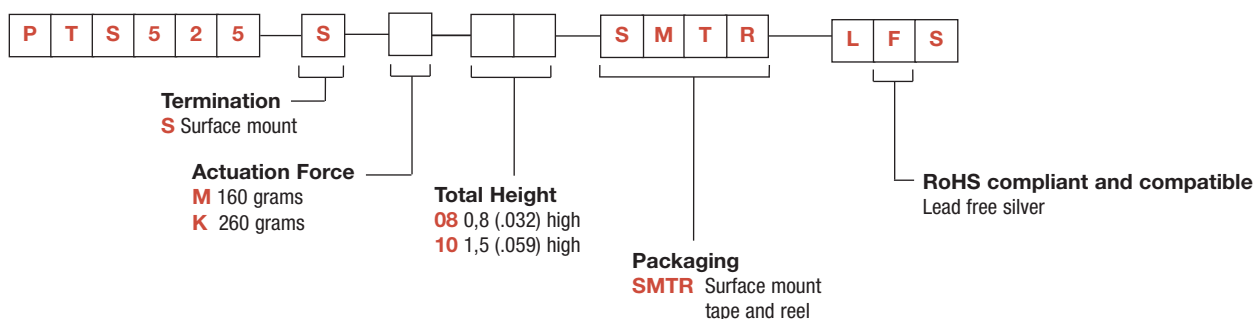 P T S 5 2 5 S S M T R L F S
Termination
S Surface mount
Actuation Force
M 160 grams
K 260 grams
Total Height
08 0,8 (.032) high
10 1,5 (.059) high
Packaging
SMTR Surface mount
tape and reel
RoHS compliant and compatible
Lead free silver